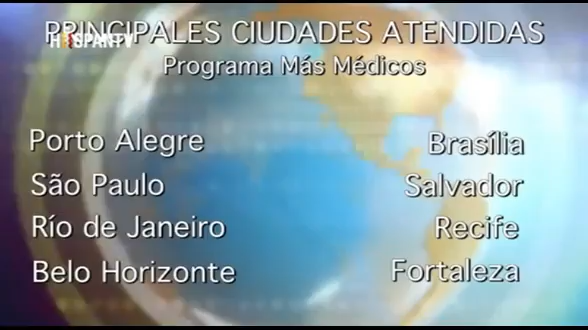 PRINCIPALES CIUDADES ATENDIDAS
HISPANTV
Programa Más Médicos
Porto Alegre
Brasília
São Paulo
Salvador
Río de Janeiro
Recife
Belo Horizonte
Fortaleza